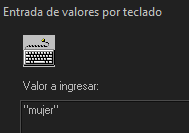 Entrada de valores por teclado
Valor a ingresar:
"mujer"